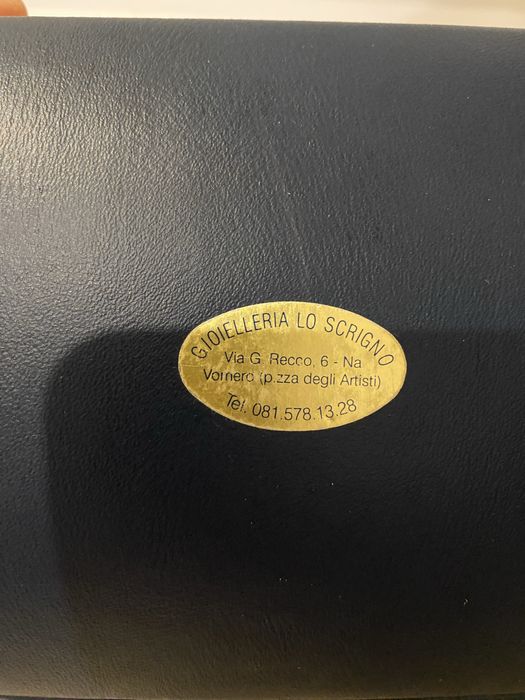 GIOIELLERIA LO SCRIGNO
Via G. Recco, 6 - Na
Vomero (p.zza degli Artisti)
Tel. 081.578.13.28